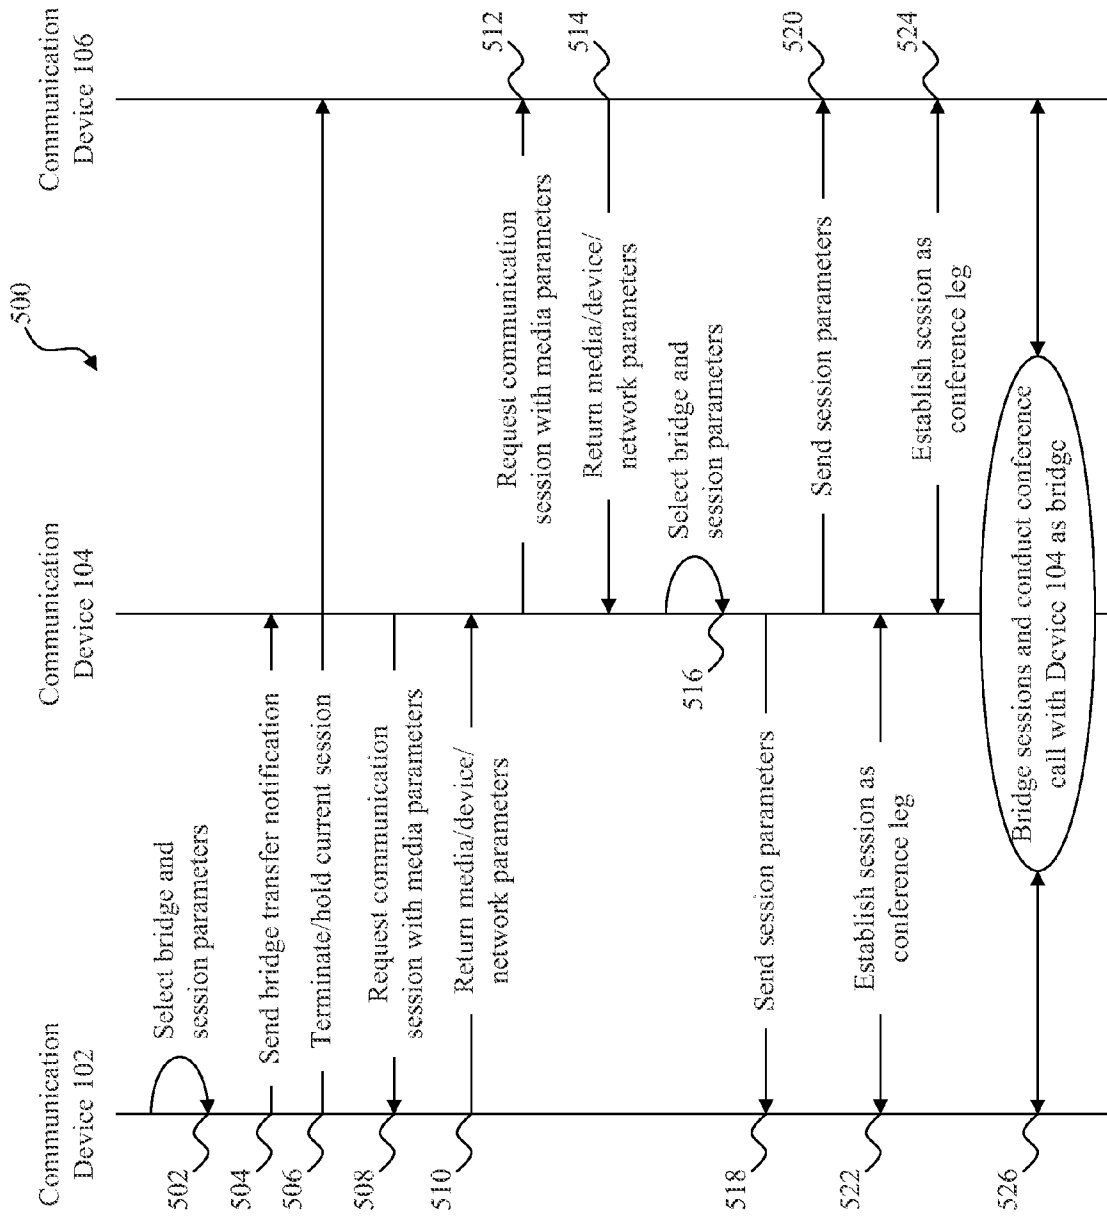 500
Communication
Device 102
Communication
Device 104
Communication
Device 106
502
Select bridge and
session parameters
504
Send bridge transfer notification
506
Terminate/hold current session
508
Request communication
session with media parameters
510
Return media/device/
network parameters
512
Request communication
session with media parameters
514
Return media/device/
network parameters
516
Select bridge and
session parameters
518
Send session parameters
520
Send session parameters
522
Establish session as
conference leg
524
Establish session as
conference leg
526
Bridge sessions and conduct conference
call with Device 104 as bridge